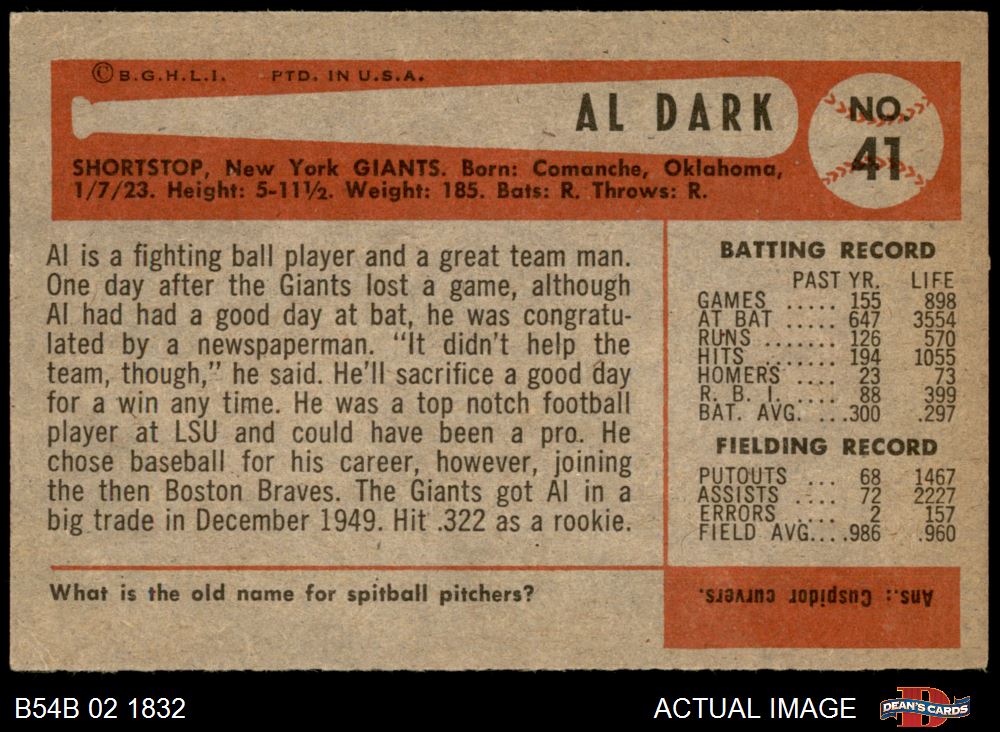 © B.G.H.L.I. PTD. IN U.S.A.
AL DARK
NO.
41
SHORTSTOP, New York GIANTS. Born: Comanche, Oklahoma,
1/7/23. Height: 5-11½. Weight: 185. Bats: R. Throws: R.
Al is a fighting ball player and a great team man.
One day after the Giants lost a game, although
Al had had a good day at bat, he was congratu-
lated by a newspaperman. "It didn't help the
team, though," he said. He'll sacrifice a good day
for a win any time. He was a top notch football
player at LSU and could have been a pro. He
chose baseball for his career, however, joining
the then Boston Braves. The Giants got Al in a
big trade in December 1949. Hit .322 as a rookie.
BATTING RECORD
PAST YR. LIFE
GAMES ..... 155 898
AT BAT ..... 647 3554
RUNS ....... 126 570
HITS ........ 194 1055
HOMERS .... 23 73
R. B. I. ..... 88 399
BAT. AVG. ...300 .297
FIELDING RECORD
PUTOUTS ... 68 1467
ASSISTS .... 72 2227
ERRORS .... 2 157
FIELD AVG....986 .960
What is the old name for spitball pitchers?
Ans.: Cuspidor curvers.
B54B 02 1832
ACTUAL IMAGE
D
DEAN'S CARDS